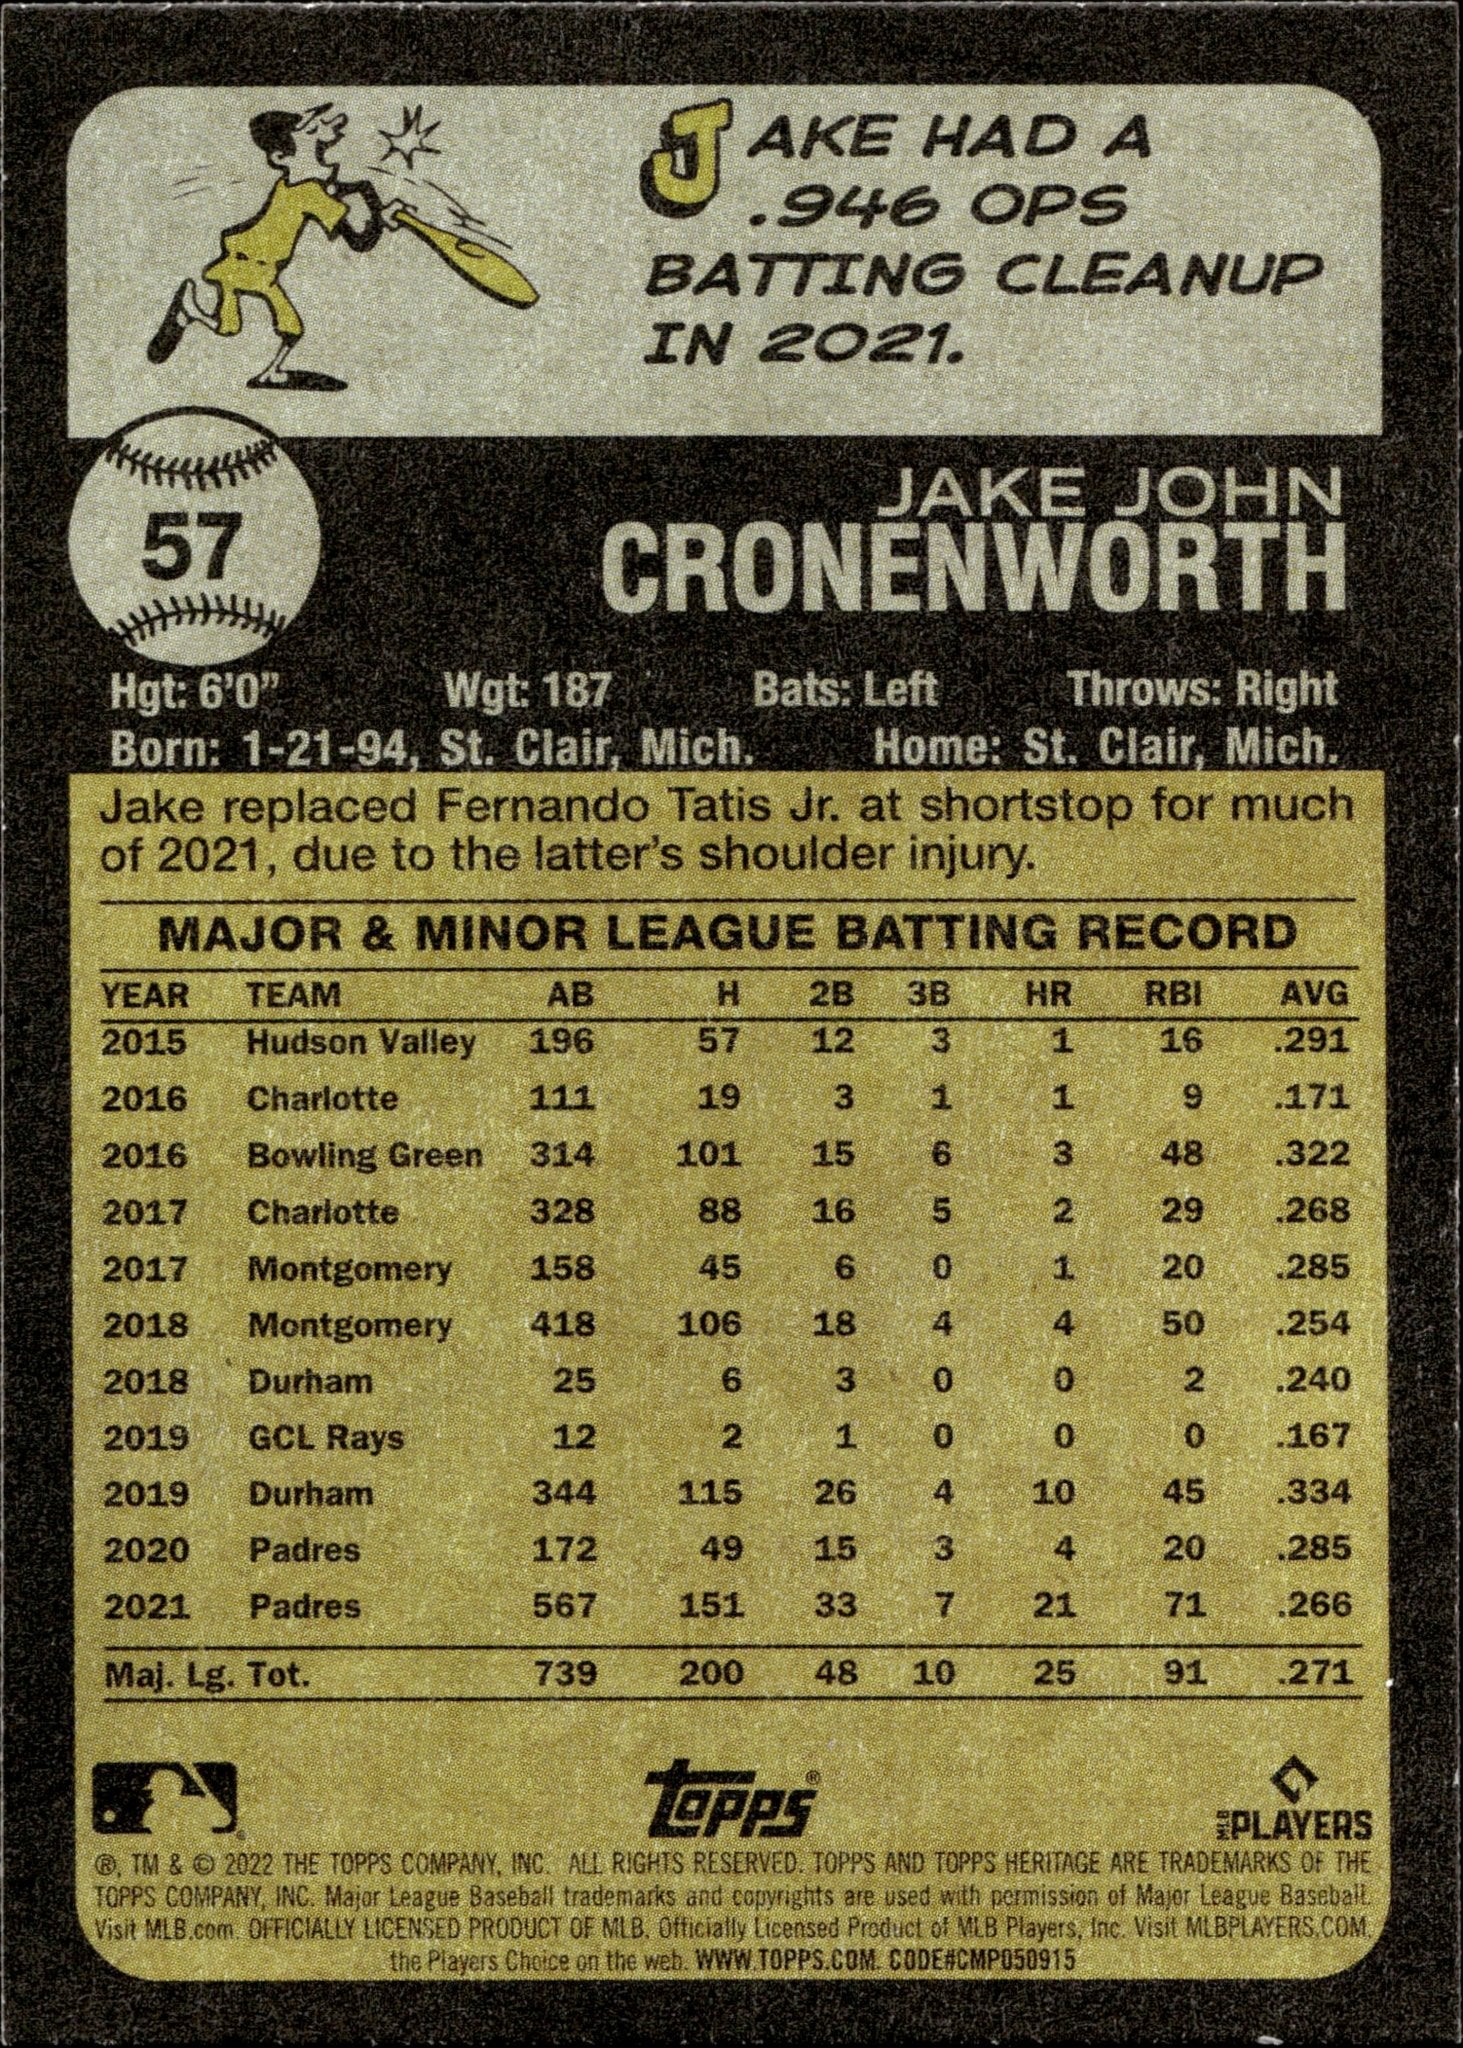 JAKE HAD A
.946 OPS
BATTING CLEANUP
IN 2021.
57
JAKE JOHN
CRONENWORTH
Hgt: 6'0" Wgt: 187 Bats: Left Throws: Right
Born: 1-21-94, St. Clair, Mich. Home: St. Clair, Mich.
Jake replaced Fernando Tatis Jr. at shortstop for much
of 2021, due to the latter's shoulder injury.
MAJOR & MINOR LEAGUE BATTING RECORD
YEAR TEAM AB H 2B 3B HR RBI AVG
2015 Hudson Valley 196 57 12 3 1 16 .291
2016 Charlotte 111 19 3 1 1 9 .171
2016 Bowling Green 314 101 15 6 3 48 .322
2017 Charlotte 328 88 16 5 2 29 .268
2017 Montgomery 158 45 6 0 1 20 .285
2018 Montgomery 418 106 18 4 4 50 .254
2018 Durham 25 6 3 0 0 2 .240
2019 GCL Rays 12 2 1 0 0 0 .167
2019 Durham 344 115 26 4 10 45 .334
2020 Padres 172 49 15 3 4 20 .285
2021 Padres 567 151 33 7 21 71 .266
Maj. Lg. Tot. 739 200 48 10 25 91 .271
topps®
MLB PLAYERS
®, TM & © 2022 THE TOPPS COMPANY, INC. ALL RIGHTS RESERVED. TOPPS AND TOPPS HERITAGE ARE TRADEMARKS OF THE
TOPPS COMPANY, INC. Major League Baseball trademarks and copyrights are used with permission of Major League Baseball.
Visit MLB.com. OFFICIALLY LICENSED PRODUCT OF MLB. Officially Licensed Product of MLB Players, Inc. Visit MLBPLAYERS.COM,
the Players Choice on the web. WWW.TOPPS.COM. CODE#CMP050915